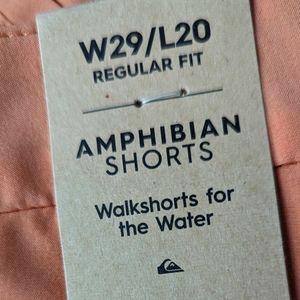 W29/L20
REGULAR FIT
AMPHIBIAN
SHORTS
Walkshorts for
the Water